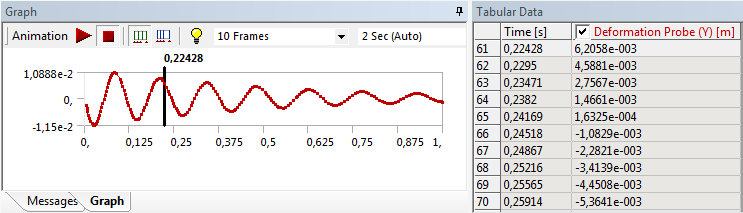 Graph
Animation 10 Frames 2 Sec (Auto)
0,22428
1,0888e-2
0,
-1,15e-2
0, 0,125 0,25 0,375 0,5 0,625 0,75 0,875 1,
Messages Graph
Tabular Data
Time [s] Deformation Probe (Y) [m]
61 0,22428 6,2058e-003
62 0,2295 4,5881e-003
63 0,23471 2,7567e-003
64 0,2382 1,4661e-003
65 0,24169 1,6325e-004
66 0,24518 -1,0829e-003
67 0,24867 -2,2821e-003
68 0,25216 -3,4139e-003
69 0,25565 -4,4508e-003
70 0,25914 -5,3641e-003